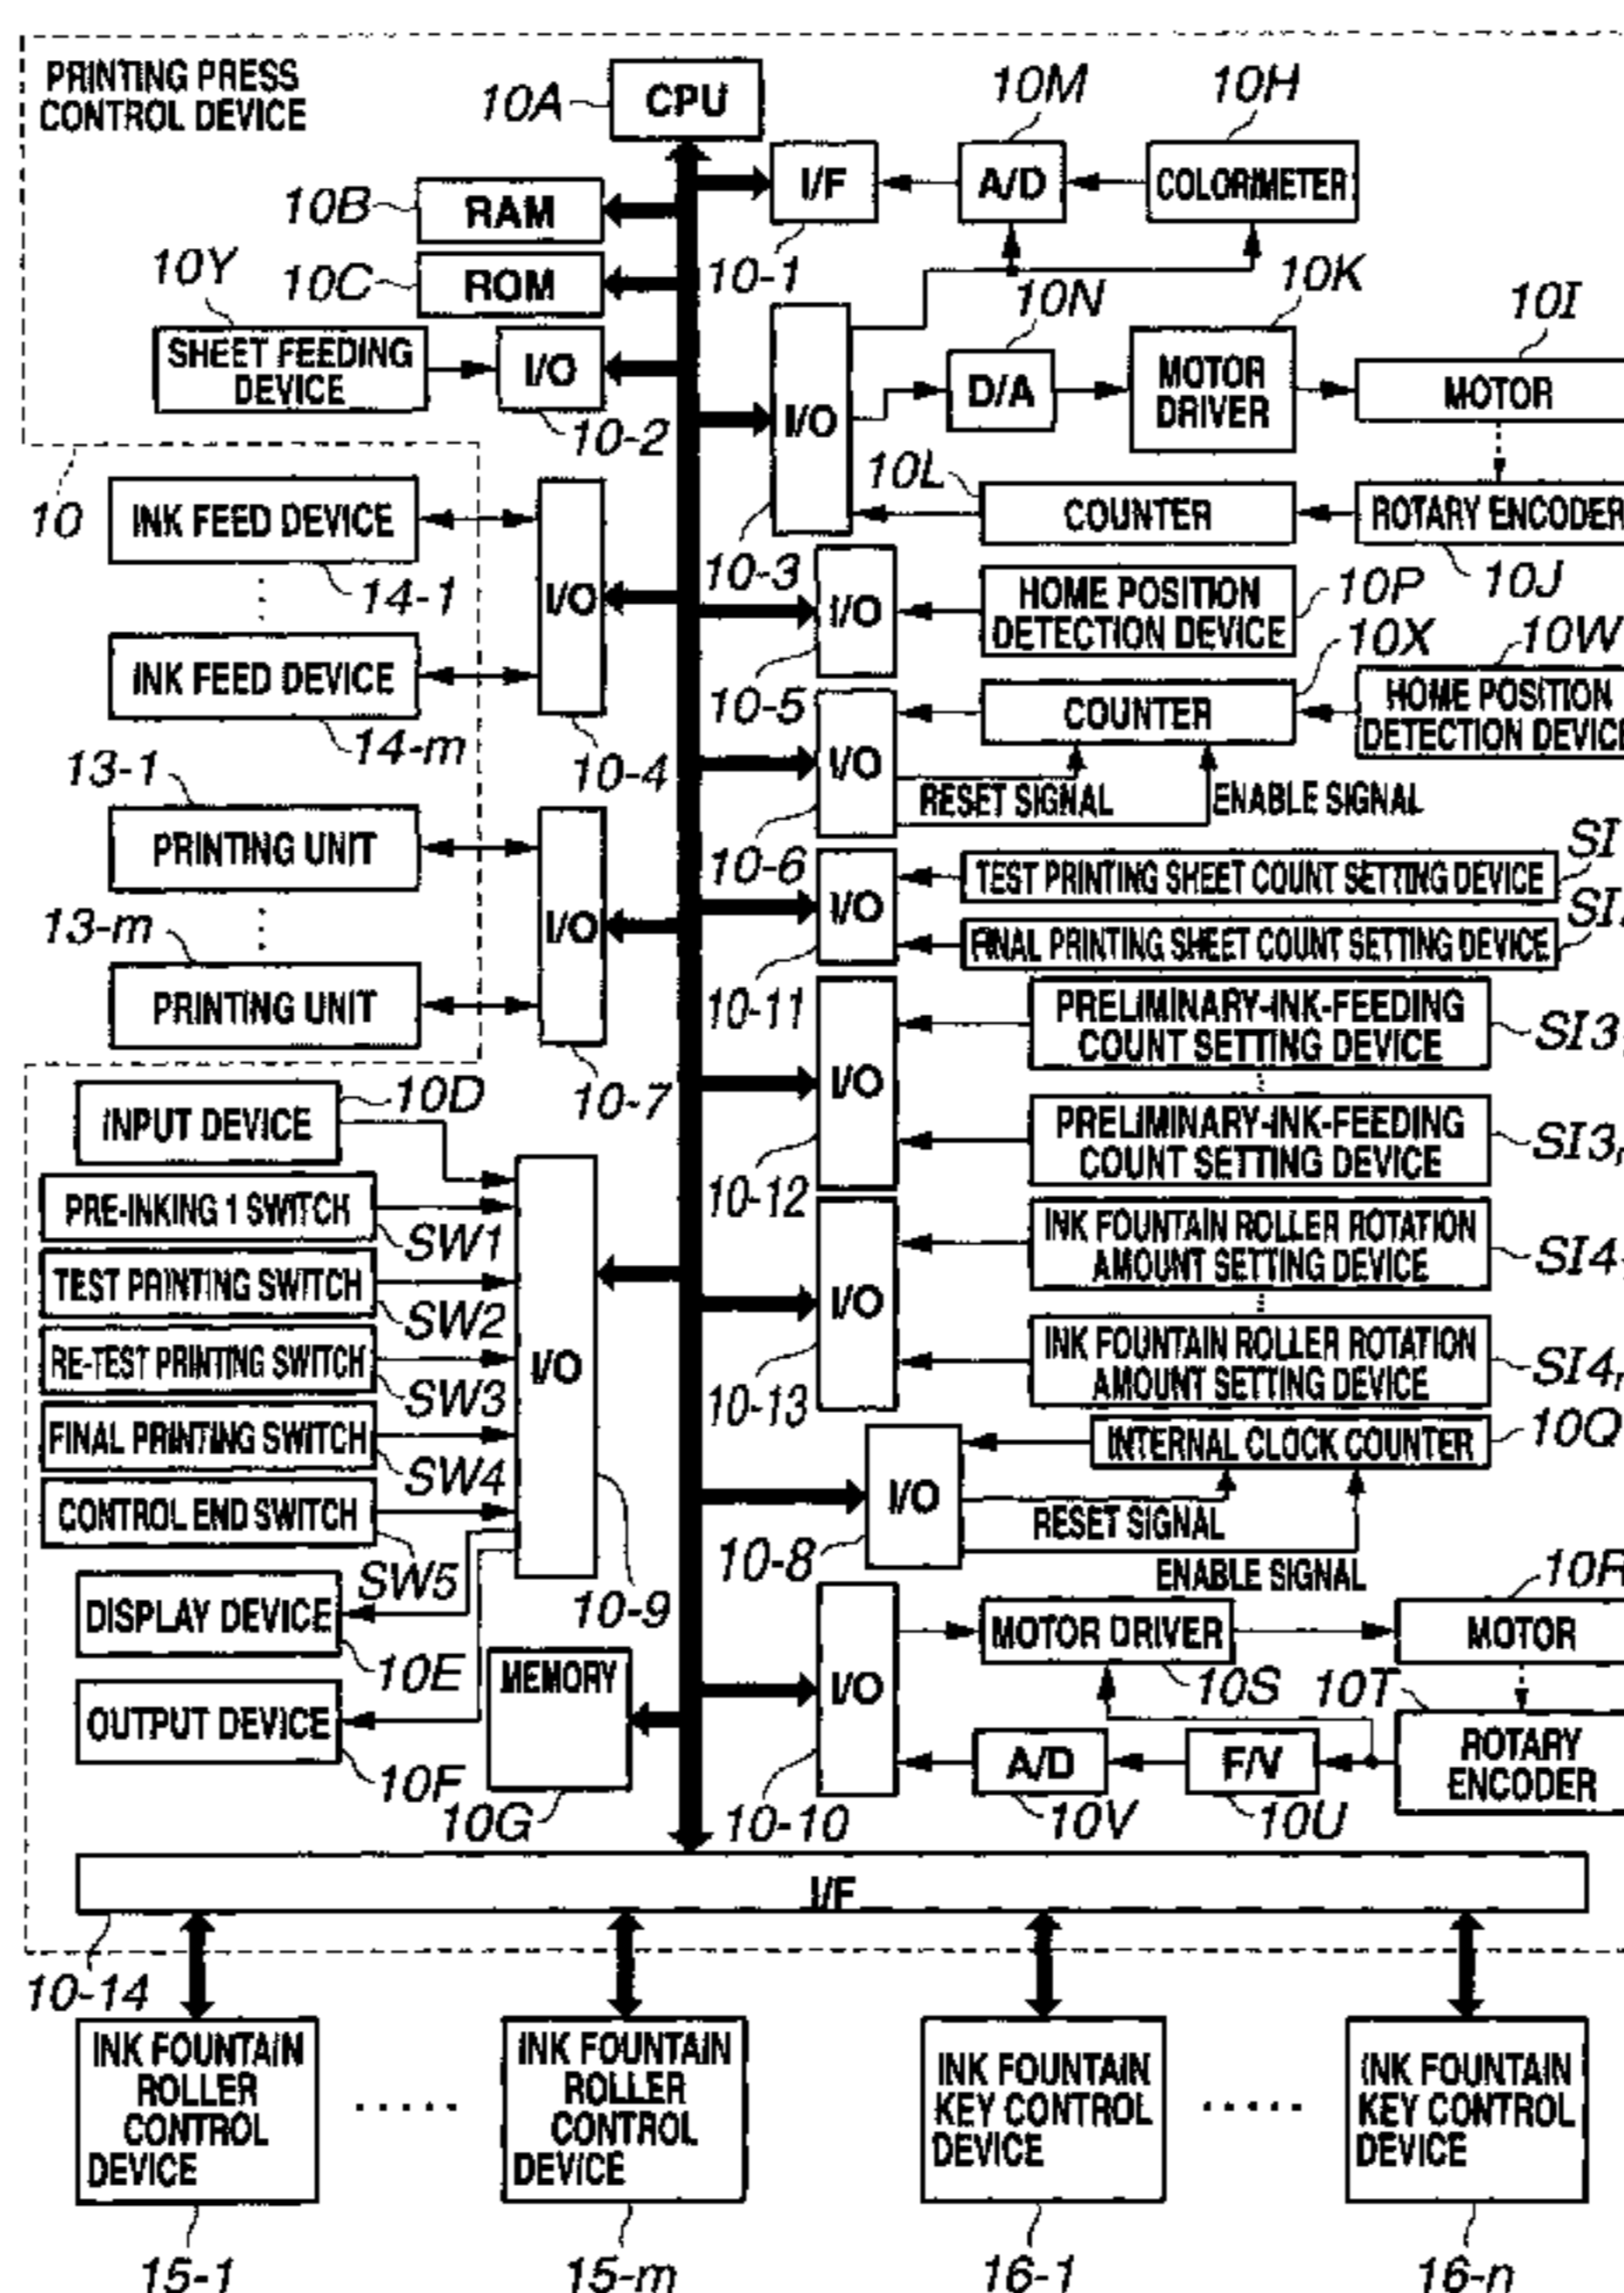 PRINTING PRESS
CONTROL DEVICE
10A
CPU
10M
10H
I/F
A/D
COLORIMETER
10B
RAM
10-1
10Y
10C
ROM
10N
10K
10I
SHEET FEEDING
DEVICE
I/O
10-2
I/O
D/A
MOTOR
DRIVER
MOTOR
10
INK FEED DEVICE
14-1
10L
COUNTER
ROTARY ENCODER
10-3
10J
I/O
I/O
HOME POSITION
DETECTION DEVICE
10P
INK FEED DEVICE
14-m
10-4
10-5
10X
10W
COUNTER
HOME POSITION
DETECTION DEVICE
I/O
RESET SIGNAL
ENABLE SIGNAL
13-1
PRINTING UNIT
10-6
I/O
I/O
TEST PRINTING SHEET COUNT SETTING DEVICE
FINAL PRINTING SHEET COUNT SETTING DEVICE
13-m
PRINTING UNIT
10-7
10-11
I/O
PRELIMINARY-INK-FEEDING
COUNT SETTING DEVICE
PRELIMINARY-INK-FEEDING
COUNT SETTING DEVICE
10-12
INPUT DEVICE
10D
PRE-INKING 1 SWITCH
SW1
TEST PRINTING SWITCH
SW2
RE-TEST PRINTING SWITCH
SW3
FINAL PRINTING SWITCH
SW4
CONTROL END SWITCH
SW5
I/O
10-9
I/O
INK FOUNTAIN ROLLER ROTATION
AMOUNT SETTING DEVICE
INK FOUNTAIN ROLLER ROTATION
AMOUNT SETTING DEVICE
10-13
INTERNAL CLOCK COUNTER
10Q
I/O
RESET SIGNAL
10-8
ENABLE SIGNAL
DISPLAY DEVICE
10E
OUTPUT DEVICE
10F
MEMORY
10G
I/O
10-10
MOTOR DRIVER
10S
MOTOR
10T
A/D
10V
F/V
10U
ROTARY
ENCODER
I/F
10-14
INK FOUNTAIN
ROLLER
CONTROL
DEVICE
15-1
INK FOUNTAIN
ROLLER
CONTROL
DEVICE
15-m
INK FOUNTAIN
KEY CONTROL
DEVICE
16-1
INK FOUNTAIN
KEY CONTROL
DEVICE
16-n